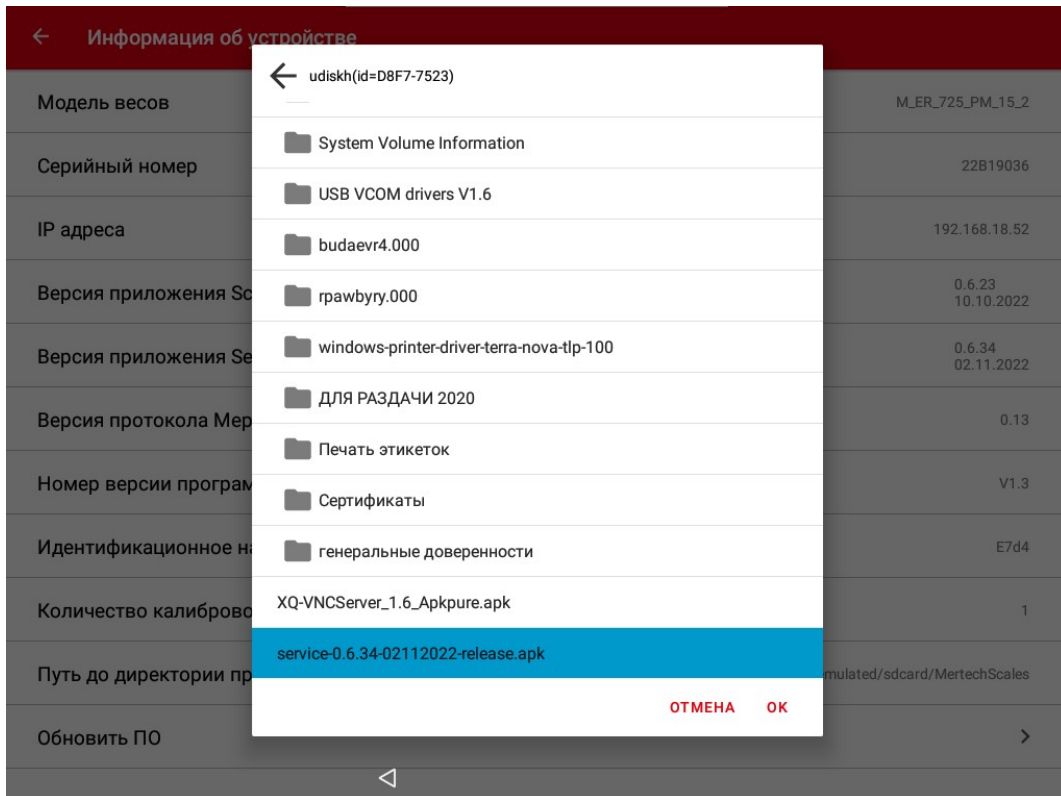 Информация об устройстве
udiskh(id=D8F7-7523)
Модель весов
M_ER_725_PM_15_2
System Volume Information
Серийный номер
22B19036
USB VCOM drivers V1.6
IP адреса
192.168.18.52
budaevr4.000
Версия приложения Sc
0.6.23
10.10.2022
rpawbyry.000
windows-printer-driver-terra-nova-tlp-100
Версия приложения Se
0.6.34
02.11.2022
ДЛЯ РАЗДАЧИ 2020
Версия протокола Мер
0.13
Печать этикеток
Номер версии програм
V1.3
Сертификаты
Идентификационное на
E7d4
генеральные доверенности
XQ-VNCServer_1.6_Apkpure.apk
Количество калиброво
1
service-0.6.34-02112022-release.apk
Путь до директории пр
mulated/sdcard/MertechScales
ОТМЕНА
OK
Обновить ПО